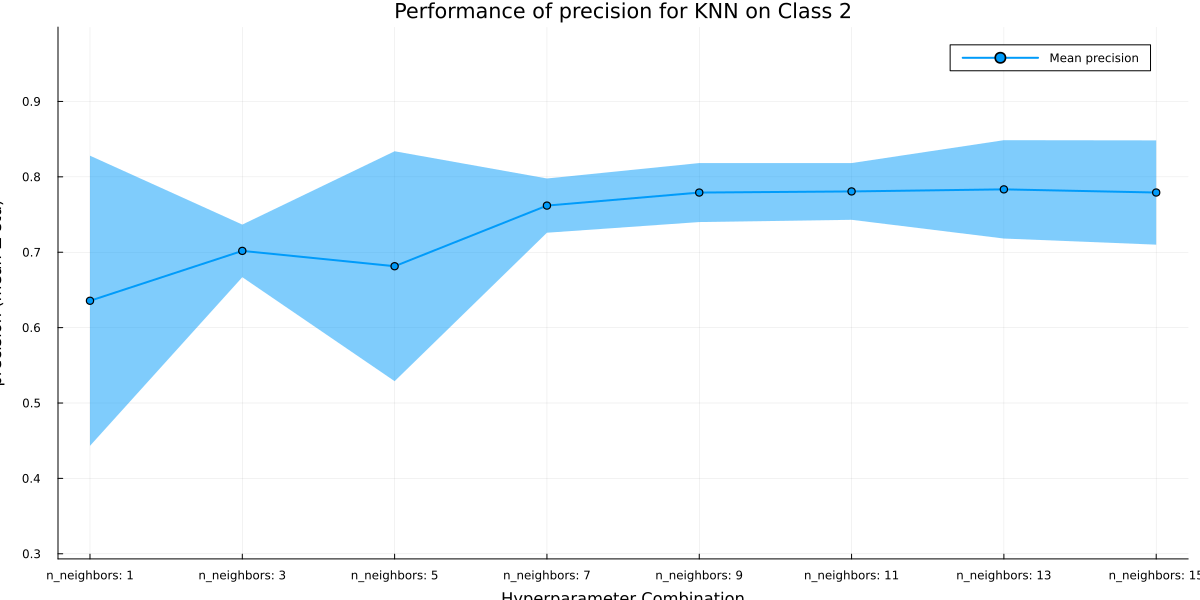 Performance of precision for KNN on Class 2
Mean precision
0.9
0.8
0.7
0.6
0.5
0.4
0.3
n_neighbors: 1
n_neighbors: 3
n_neighbors: 5
n_neighbors: 7
n_neighbors: 9
n_neighbors: 11
n_neighbors: 13
n_neighbors: 15
Hyperparameter Combination